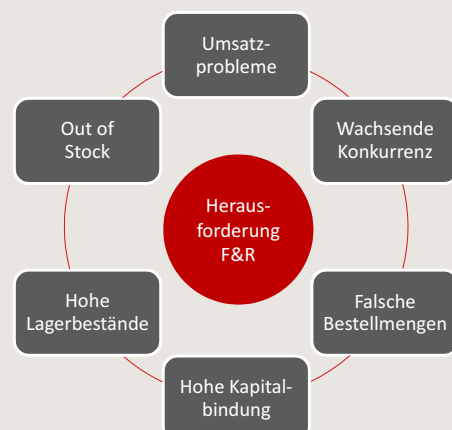 Umsatz-
probleme
Out of
Stock
Wachsende
Konkurrenz
Heraus-
forderung
F&R
Hohe
Lagerbestände
Falsche
Bestellmengen
Hohe Kapital-
bindung